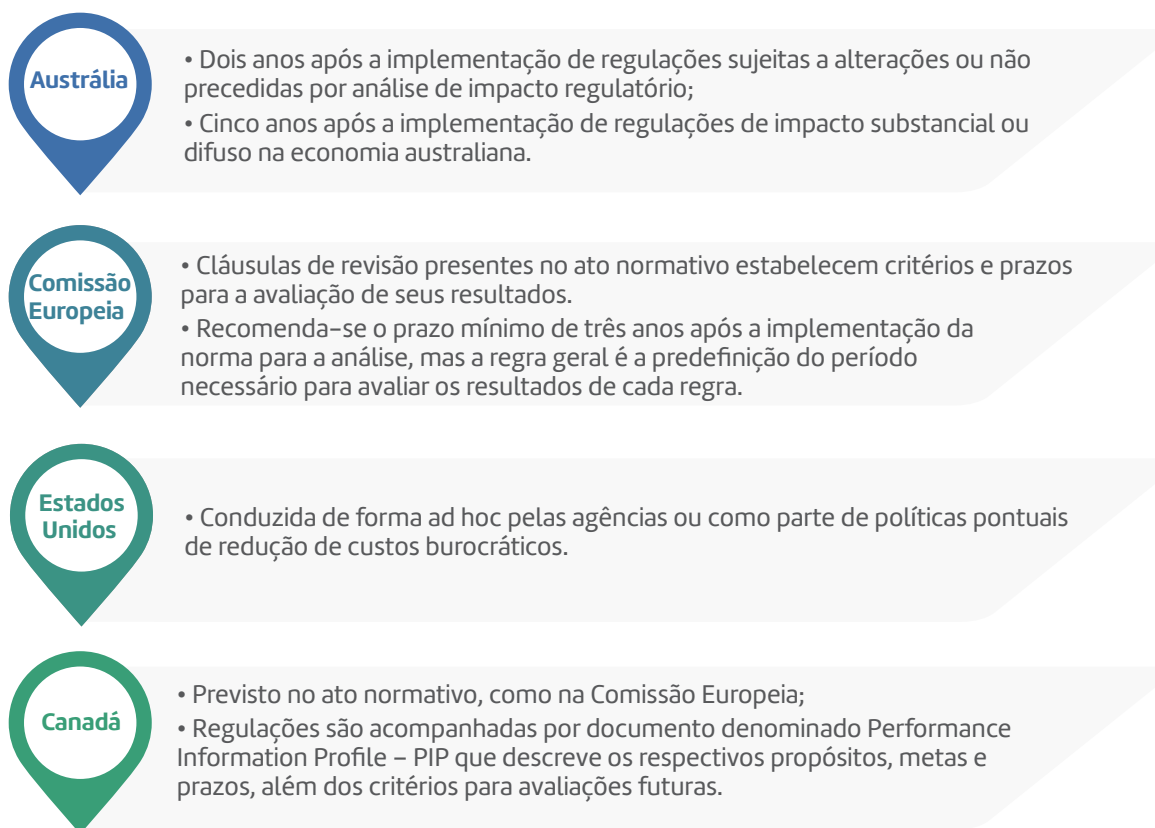 Austrália
• Dois anos após a implementação de regulações sujeitas a alterações ou não
precedidas por análise de impacto regulatório;
• Cinco anos após a implementação de regulações de impacto substancial ou
difuso na economia australiana.
Comissão
Europeia
• Cláusulas de revisão presentes no ato normativo estabelecem critérios e prazos
para a avaliação de seus resultados.
• Recomenda-se o prazo mínimo de três anos após a implementação da
norma para a análise, mas a regra geral é a predefinição do período
necessário para avaliar os resultados de cada regra.
Estados
Unidos
• Conduzida de forma ad hoc pelas agências ou como parte de políticas pontuais
de redução de custos burocráticos.
Canadá
• Previsto no ato normativo, como na Comissão Europeia;
• Regulações são acompanhadas por documento denominado Performance
Information Profile – PIP que descreve os respectivos propósitos, metas e
prazos, além dos critérios para avaliações futuras.